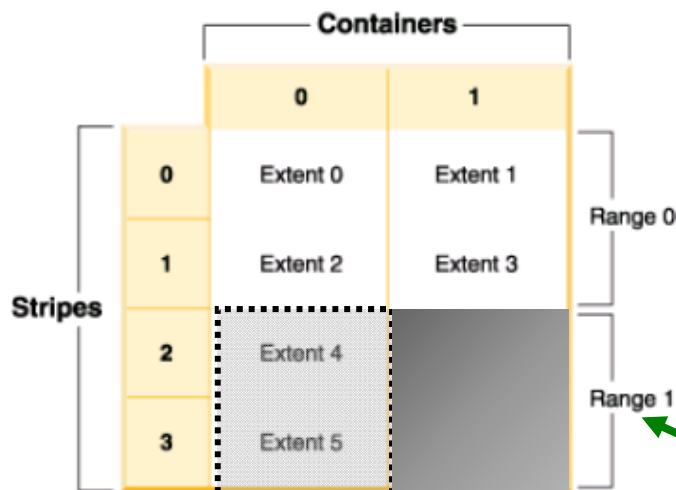 Containers
0 1
0 Extent 0 Extent 1
Range 0
1 Extent 2 Extent 3
Stripes
2 Extent 4
Range 1
3 Extent 5